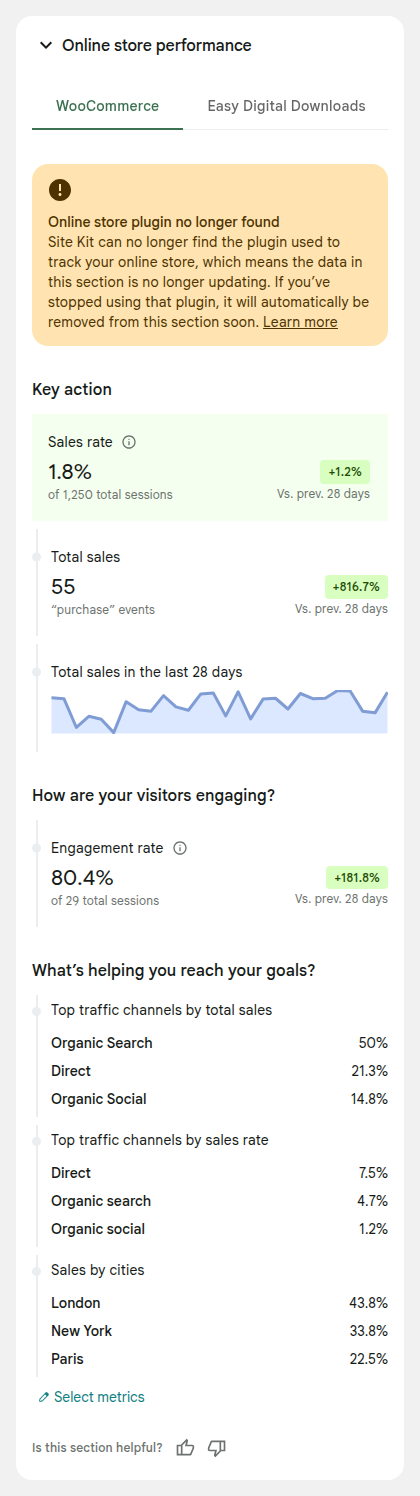 Online store performance
WooCommerce Easy Digital Downloads
Online store plugin no longer found
Site Kit can no longer find the plugin used to
track your online store, which means the data in
this section is no longer updating. If you’ve
stopped using that plugin, it will automatically be
removed from this section soon. Learn more
Key action
Sales rate
1.8% +1.2%
of 1,250 total sessions Vs. prev. 28 days
Total sales
55 +816.7%
“purchase” events Vs. prev. 28 days
Total sales in the last 28 days
How are your visitors engaging?
Engagement rate
80.4% +181.8%
of 29 total sessions Vs. prev. 28 days
What’s helping you reach your goals?
Top traffic channels by total sales
Organic Search 50%
Direct 21.3%
Organic Social 14.8%
Top traffic channels by sales rate
Direct 7.5%
Organic search 4.7%
Organic social 1.2%
Sales by cities
London 43.8%
New York 33.8%
Paris 22.5%
Select metrics
Is this section helpful?